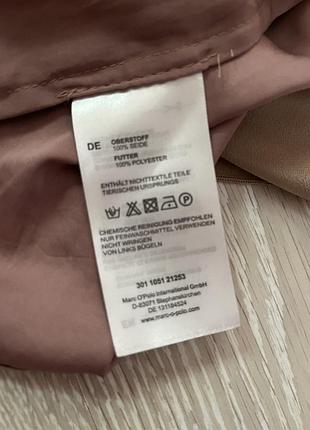 DE OBERSTOFF
100% SEIDE
FUTTER
100% POLYESTER
ENTHÄLT NICHTTEXTILE TEILE
TIERISCHEN URSPRUNGS
CHEMISCHE REINIGUNG EMPFOHLEN
NUR FEINWASCHMITTEL VERWENDEN
NICHT WRINGEN
VON LINKS BÜGELN
301 1051 21253
Marc O'Polo International GmbH
D-83071 Stephanskirchen
DE 131184524
www.marc-o-polo.com